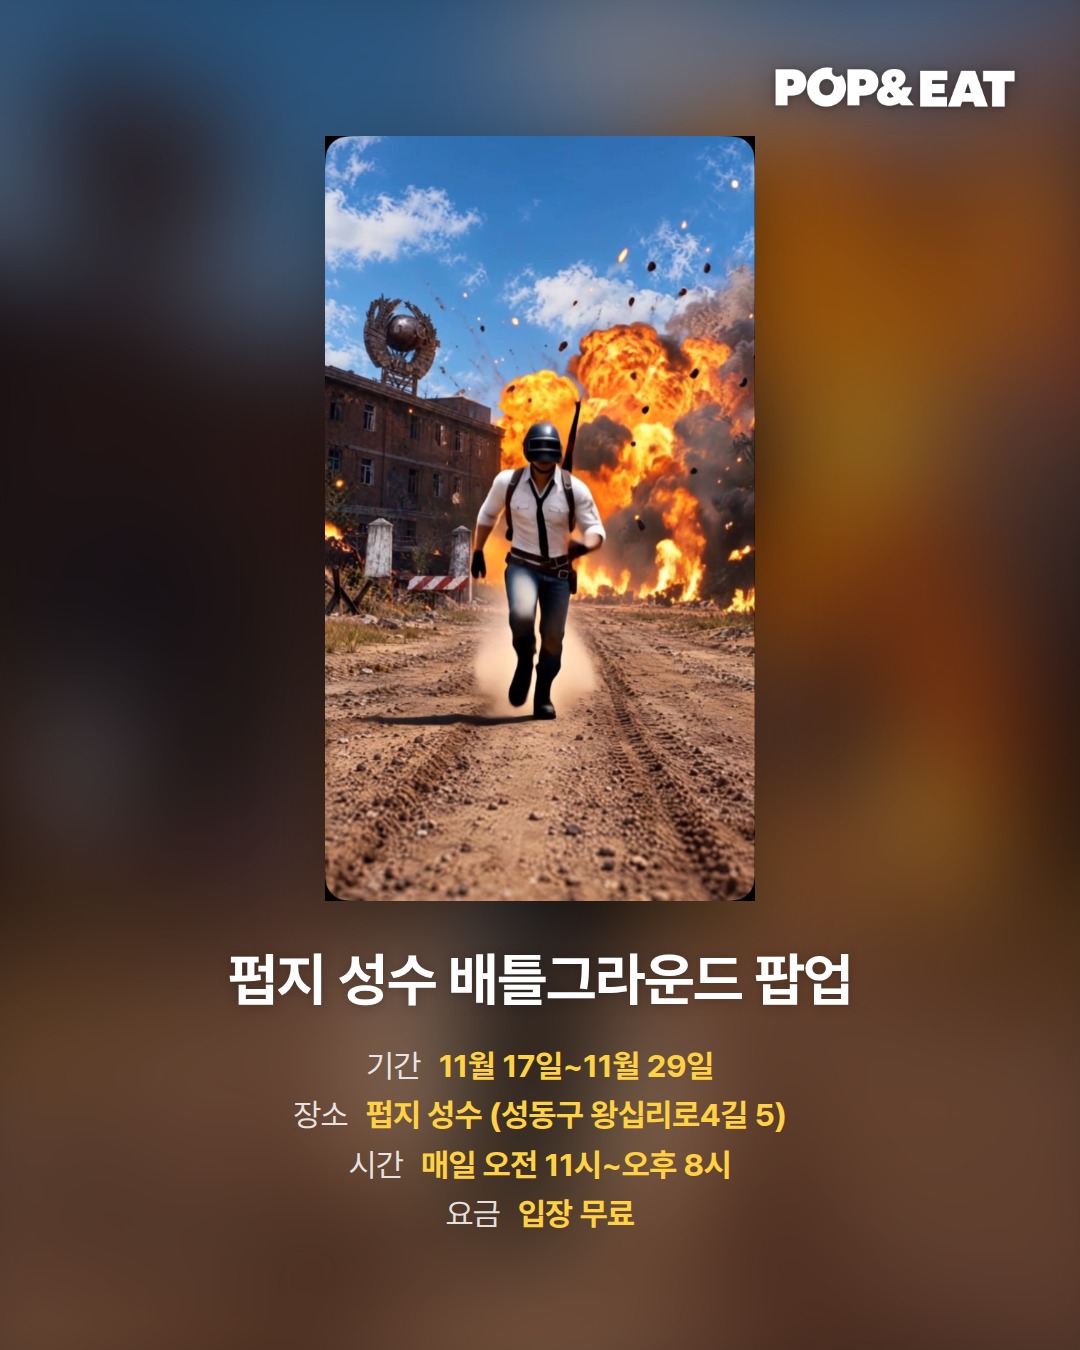 POP&EAT
펍지 성수 배틀그라운드 팝업
기간 11월 17일~11월 29일
장소 펍지 성수 (성동구 왕십리로4길 5)
시간 매일 오전 11시~오후 8시
요금 입장 무료